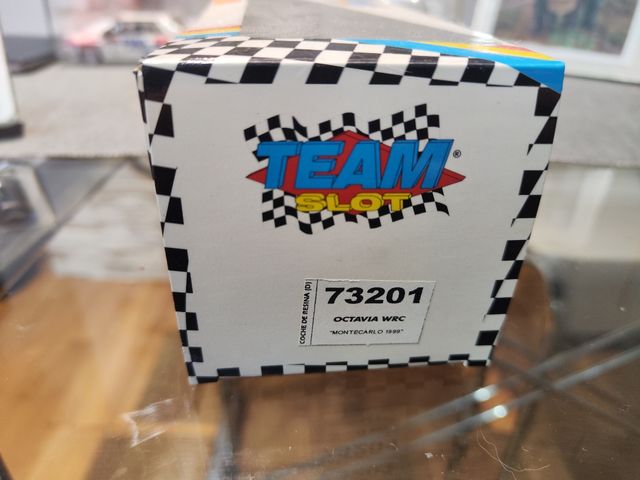 TEAM®
SLOT
COCHE DE RESINA (D)
73201
OCTAVIA WRC
"MONTECARLO 1999"